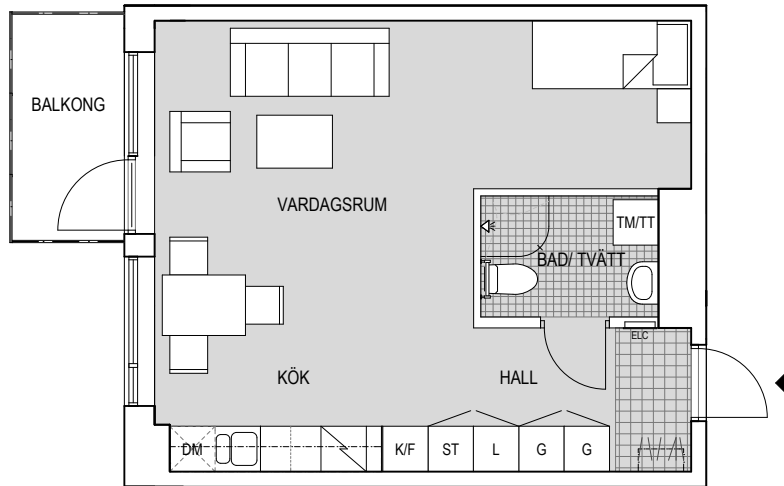 BALKONG
VARDAGSRUM
TM/TT
BAD/ TVÄTT
ELC
KÖK
HALL
DM
K/F
ST
L
G
G